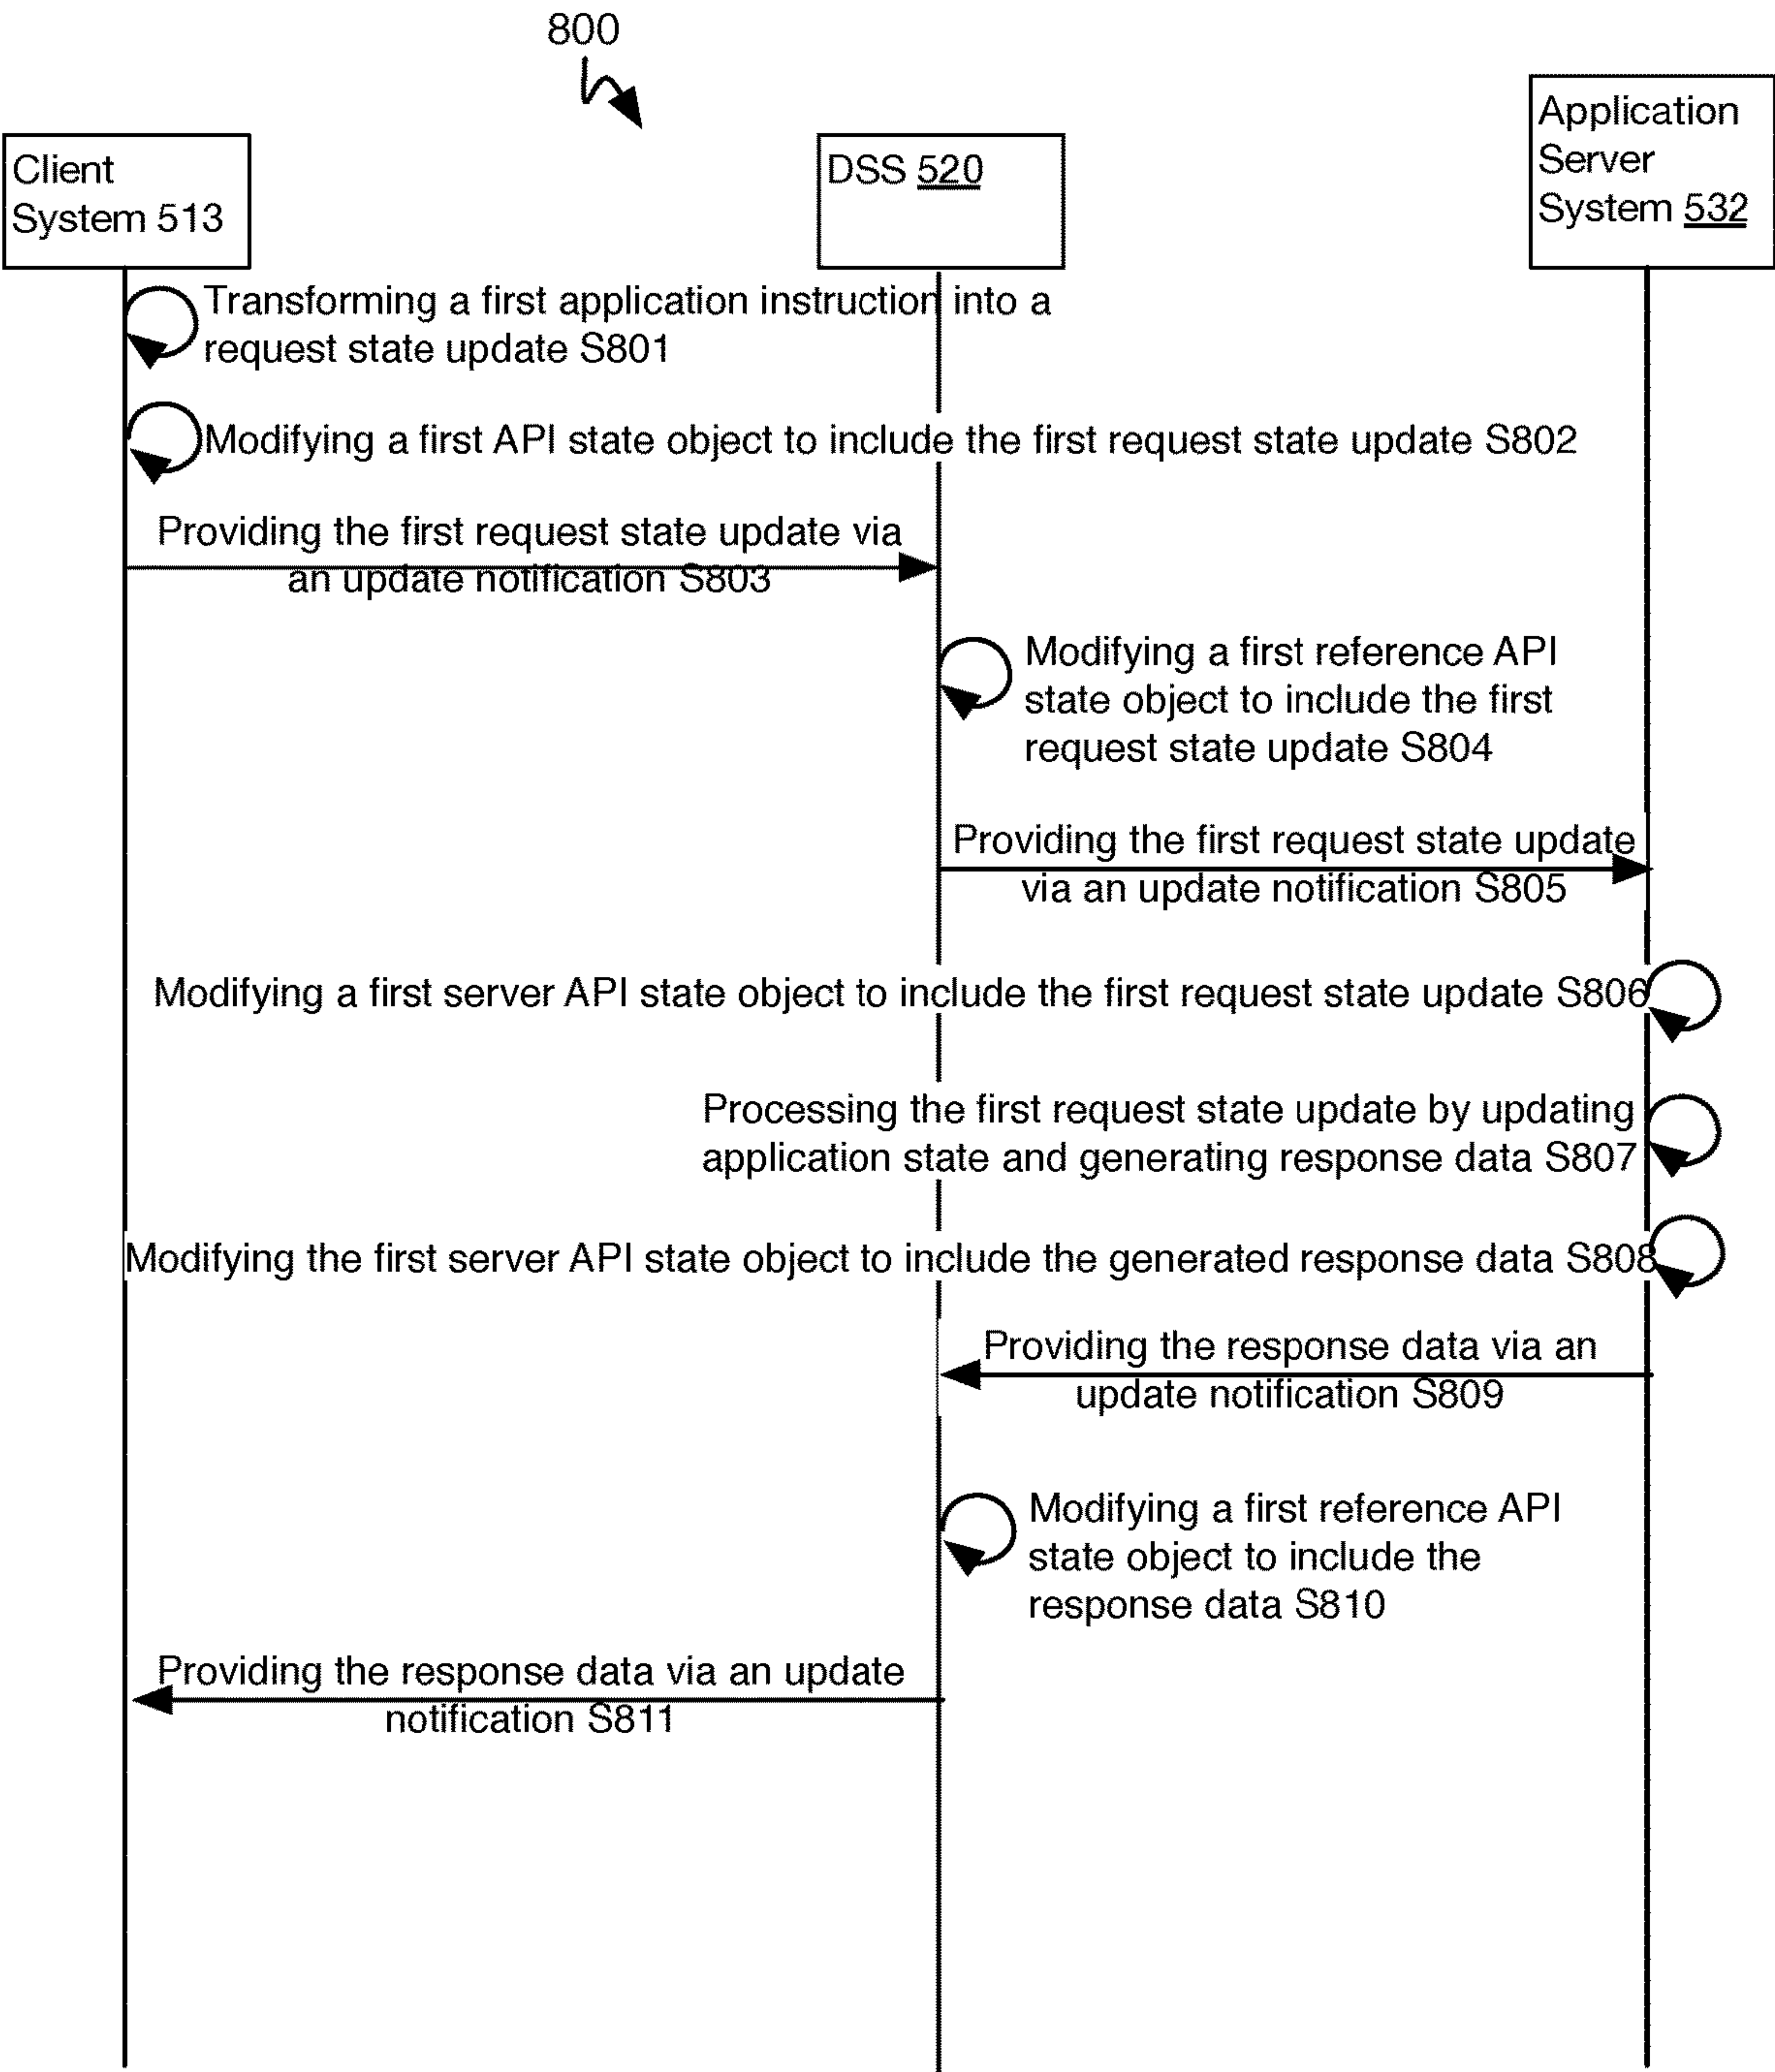 800
Client
System 513
DSS 520
Application
Server
System 532
Transforming a first application instruction into a
request state update S801
Modifying a first API state object to include the first request state update S802
Providing the first request state update via
an update notification S803
Modifying a first reference API
state object to include the first
request state update S804
Providing the first request state update
via an update notification S805
Modifying a first server API state object to include the first request state update S806
Processing the first request state update by updating
application state and generating response data S807
Modifying the first server API state object to include the generated response data S808
Providing the response data via an
update notification S809
Modifying a first reference API
state object to include the
response data S810
Providing the response data via an update
notification S811